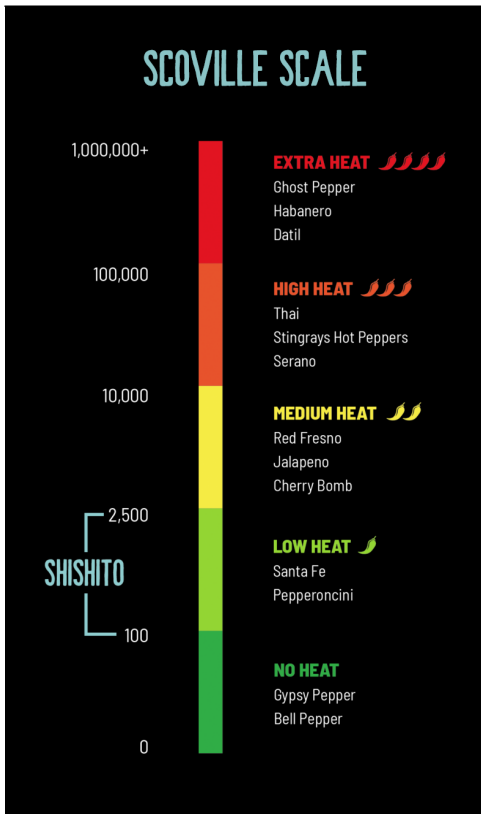 SCOVILLE SCALE
1,000,000+
EXTRA HEAT
Ghost Pepper
Habanero
Datil
100,000
HIGH HEAT
Thai
Stingrays Hot Peppers
Serano
10,000
MEDIUM HEAT
Red Fresno
Jalapeno
Cherry Bomb
2,500
SHISHITO
LOW HEAT
Santa Fe
Pepperoncini
100
NO HEAT
Gypsy Pepper
Bell Pepper
0